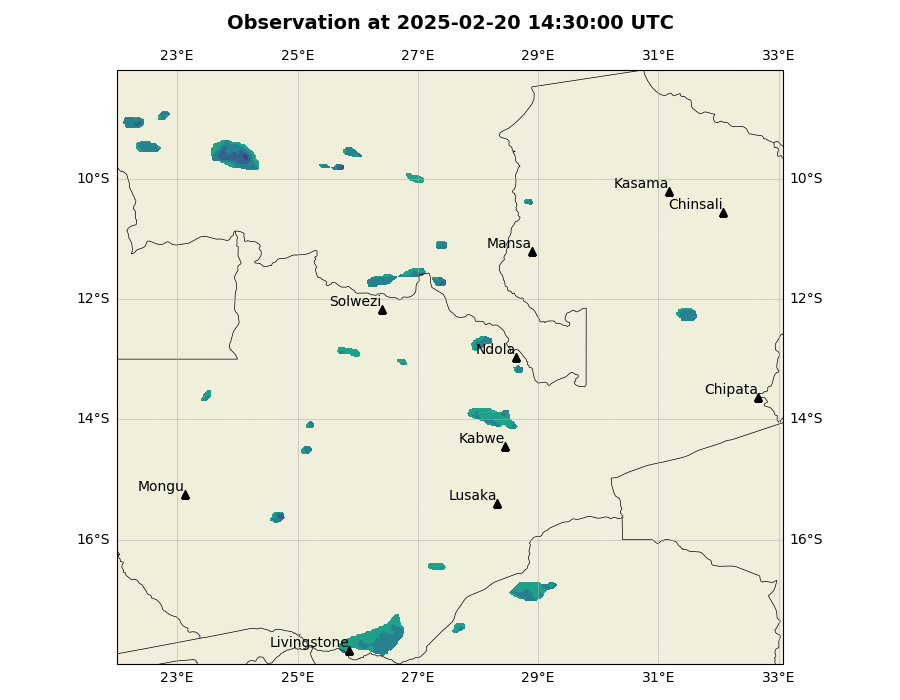 Observation at 2025-02-20 14:30:00 UTC
23°E 25°E 27°E 29°E 31°E 33°E
10°S 10°S
Kasama
Chinsali
Mansa
12°S 12°S
Solwezi
Ndola
Chipata
14°S 14°S
Kabwe
Mongu
Lusaka
16°S 16°S
Livingstone
23°E 25°E 27°E 29°E 31°E 33°E